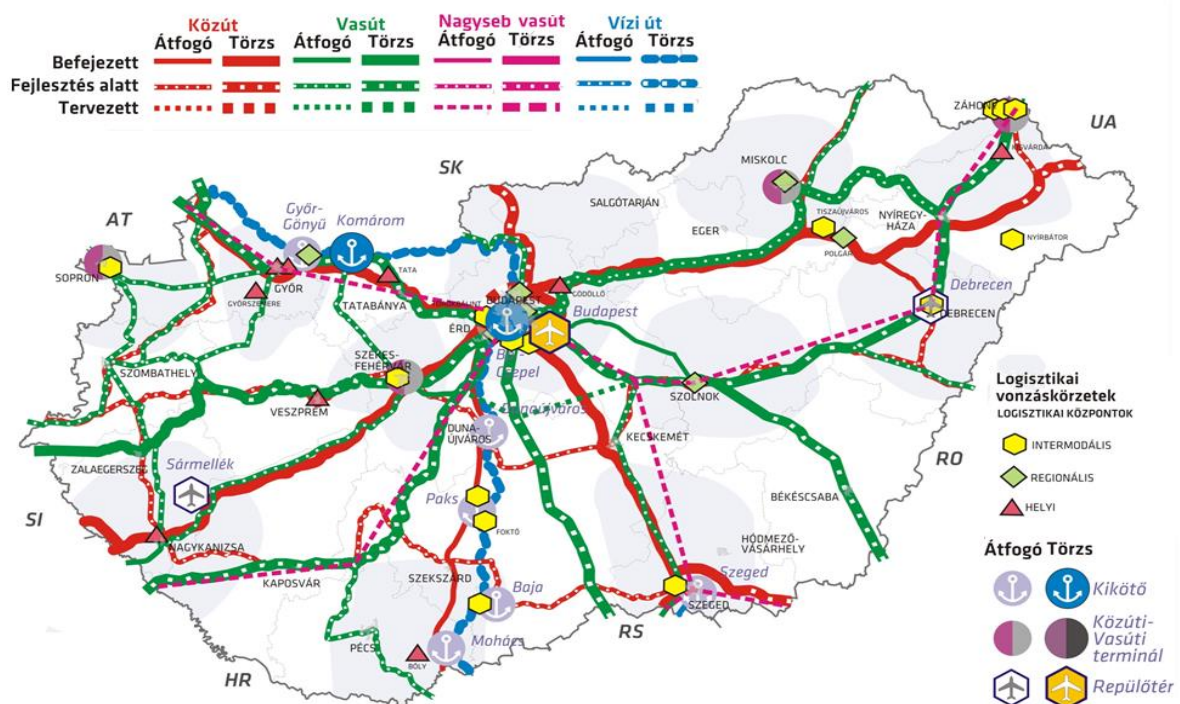 Közút
Vasút
Nagyseb vasút
Vízi út
Átfogó Törzs
Átfogó Törzs
Átfogó Törzs
Átfogó Törzs
Befejezett
Fejlesztés alatt
Tervezett
UA
SK
AT
ZÁHONY
KISVÁRDA
MISKOLC
SALGÓTARJÁN
TISZAÚJVÁROS
NYÍREGY-
HÁZA
EGER
POLGÁR
NYÍRBÁTOR
Győr-
Gönyű
Komárom
SOPRON
TATA
GYŐR
GYŐRSZEMERE
TATABÁNYA
GÖDÖLLŐ
BUDAPEST
Budapest
Debrecen
DEBRECEN
ÉRD
SZÉKES-
FEHÉRVÁR
Csepel
SZOMBATHELY
VESZPRÉM
SZOLNOK
Dunaújváros
DUNA-
ÚJVÁROS
KECSKEMÉT
ZALAEGERSZEG
Sármellék
RO
BÉKÉSCSABA
Paks
FOKTŐ
SI
NAGYKANIZSA
HÓDMEZŐ-
VÁSÁRHELY
KAPOSVÁR
SZEKSZÁRD
Baja
Szeged
SZEGED
RS
PÉCS
Mohács
BÓLY
HR
Logisztikai
vonzáskörzetek
LOGISZTIKAI KÖZPONTOK
INTERMODÁLIS
REGIONÁLIS
HELYI
Átfogó Törzs
Kikötő
Közúti-
Vasúti
terminál
Repülőtér